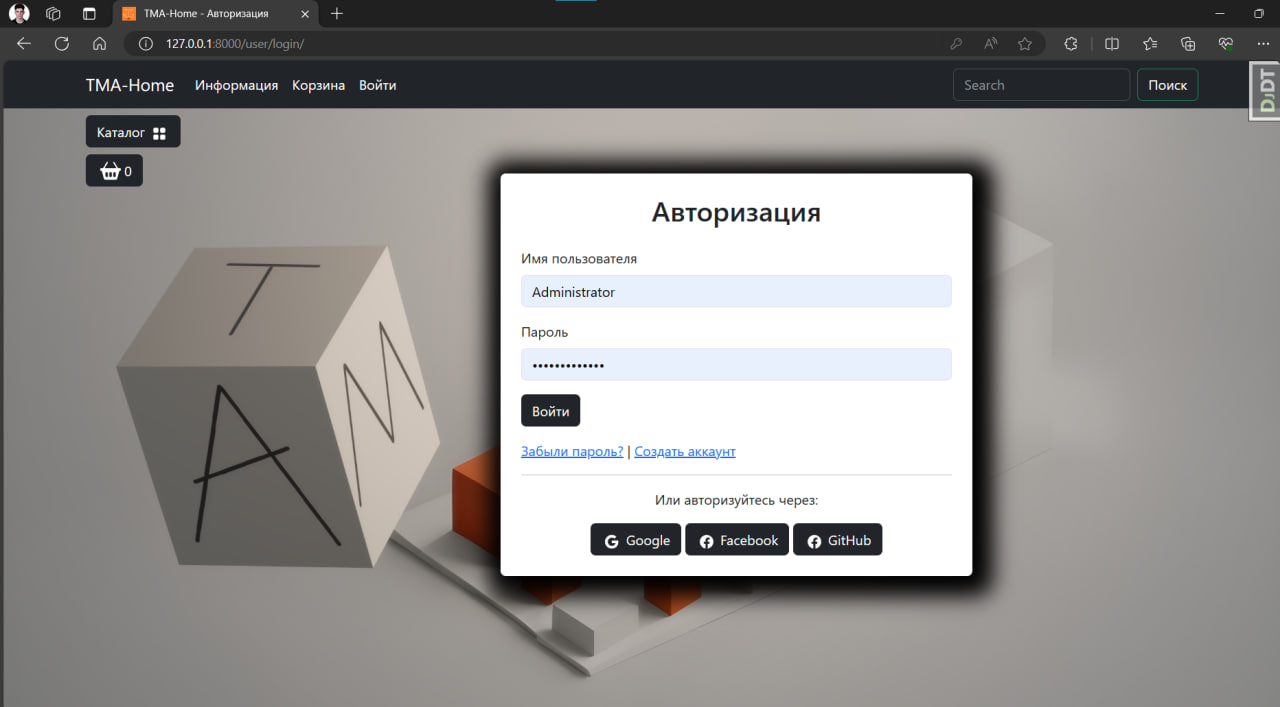 TMA-Home - Авторизация
127.0.0.1:8000/user/login/
TMA-Home Информация Корзина Войти Search Поиск
DjDT
Каталог
0
T
A M
Авторизация
Имя пользователя
Administrator
Пароль
•••••••••••••
Войти
Забыли пароль? | Создать аккаунт
Или авторизуйтесь через:
Google Facebook GitHub